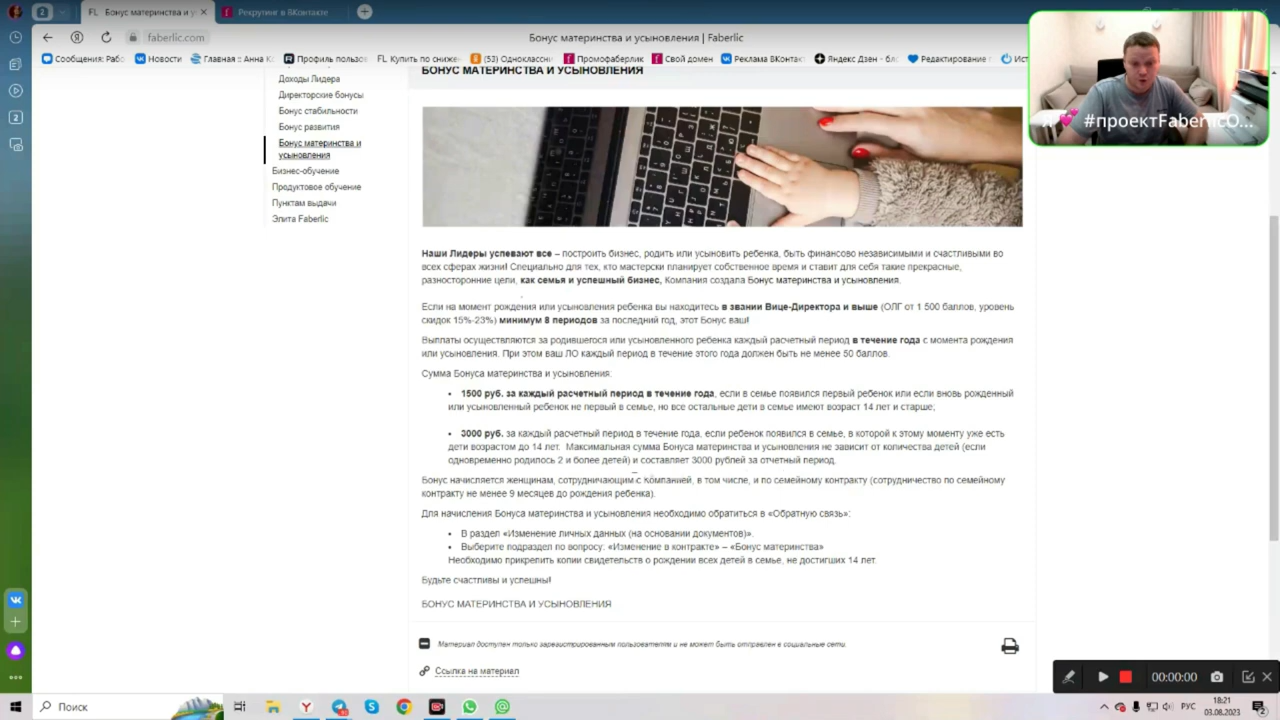 2
FL Бонус материнства и у
Рекрутинг в ВКонтакте
faberlic.com
Бонус материнства и усыновления | Faberlic
Сообщения: Рабо
Новости
Главная :: Анна К
Профиль пользо
FL Купить по сниже
(53) Одноклассни
Промофаберлик
Свой домен
Реклама ВКонтак
Яндекс Дзен - бло
Редактирование
Ист
#проектFaberlicO...
Доходы Лидера
Директорские бонусы
Бонус стабильности
Бонус развития
Бонус материнства и
усыновления
Бизнес-обучение
Продуктовое обучение
Пунктам выдачи
Элита Faberlic
БОНУС МАТЕРИНСТВА И УСЫНОВЛЕНИЯ
Наши Лидеры успевают все – построить бизнес, родить или усыновить ребенка, быть финансово независимыми и счастливыми во
всех сферах жизни! Специально для тех, кто мастерски планирует собственное время и ставит для себя такие прекрасные,
разносторонние цели, как семья и успешный бизнес, Компания создала Бонус материнства и усыновления.
Если на момент рождения или усыновления ребенка вы находитесь в звании Вице-Директора и выше (ОЛГ от 1 500 баллов, уровень
скидок 15%-23%) минимум 8 периодов за последний год, этот Бонус ваш!
Выплаты осуществляются за родившегося или усыновленного ребенка каждый расчетный период в течение года с момента рождения
или усыновления. При этом ваш ЛО каждый период в течение этого года должен быть не менее 50 баллов.
Сумма Бонуса материнства и усыновления:
• 1500 руб. за каждый расчетный период в течение года, если в семье появился первый ребенок или если вновь рожденный
или усыновленный ребенок не первый в семье, но все остальные дети в семье имеют возраст 14 лет и старше;
• 3000 руб. за каждый расчетный период в течение года, если ребенок появился в семье, в которой к этому моменту уже есть
дети возрастом до 14 лет. Максимальная сумма Бонуса материнства и усыновления не зависит от количества детей (если
одновременно родилось 2 и более детей) и составляет 3000 рублей за отчетный период.
Бонус начисляется женщинам, сотрудничающим с компанией, в том числе, и по семейному контракту (сотрудничество по семейному
контракту не менее 9 месяцев до рождения ребенка).
Для начисления Бонуса материнства и усыновления необходимо обратиться в «Обратную связь»:
• В раздел «Изменение личных данных (на основании документов)».
• Выберите подраздел по вопросу: «Изменение в контракте» – «Бонус материнства»
Необходимо прикрепить копии свидетельств о рождении всех детей в семье, не достигших 14 лет.
Будьте счастливы и успешны!
БОНУС МАТЕРИНСТВА И УСЫНОВЛЕНИЯ
Материал доступен только зарегистрированным пользователям и не может быть отправлен в социальные сети.
Ссылка на материал
00:00:00
Поиск
РУС
18:21
03.08.2023
2